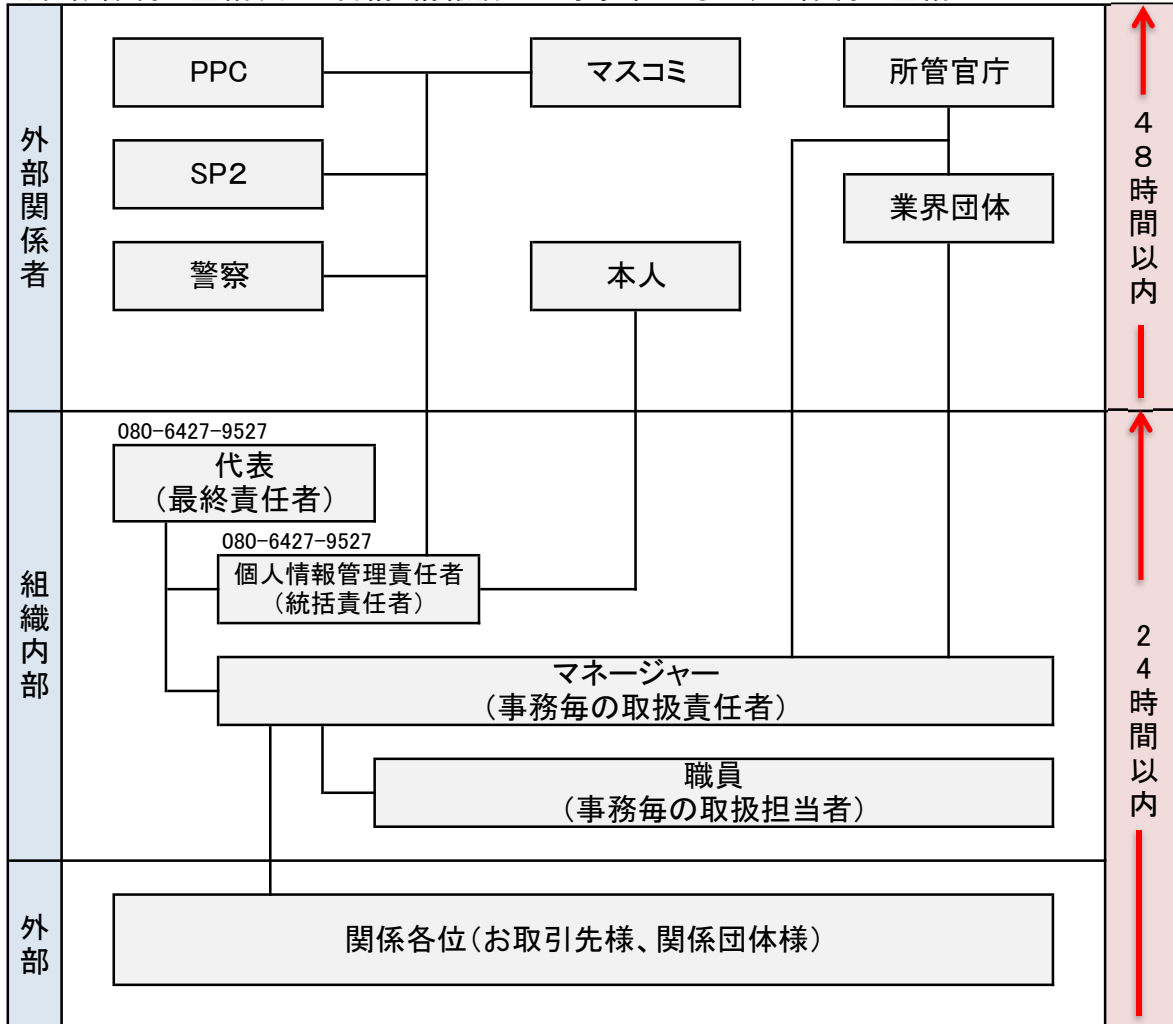 PPC
マスコミ
所管官庁
SP2
業界団体
警察
本人
外部関係者
48時間以内
080-6427-9527
代表
(最終責任者)
080-6427-9527
個人情報管理責任者
(統括責任者)
マネージャー
(事務毎の取扱責任者)
職員
(事務毎の取扱担当者)
組織内部
24時間以内
関係各位(お取引先様、関係団体様)
外部